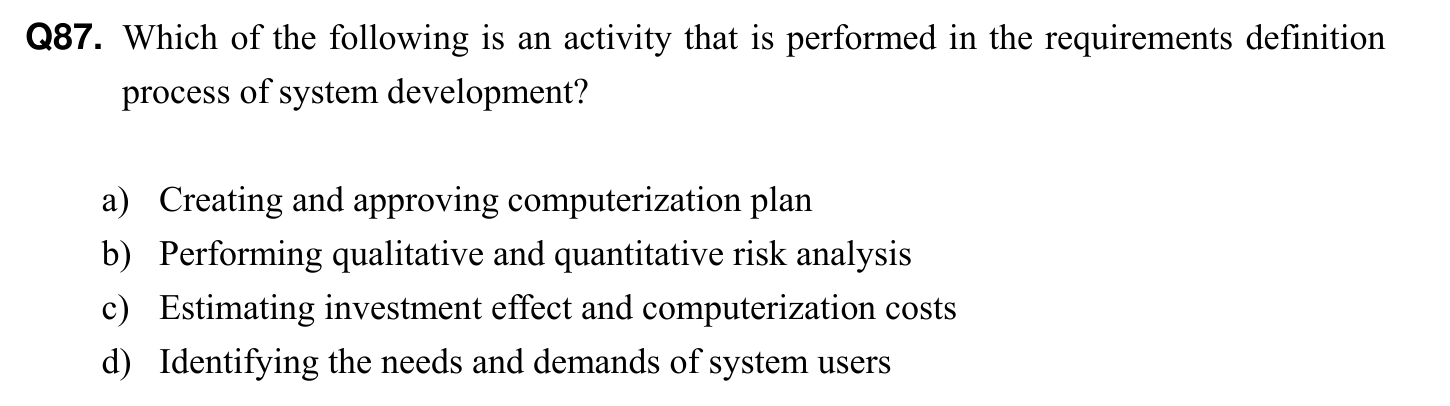 Q87. Which of the following is an activity that is performed in the requirements definition
process of system development?
a) Creating and approving computerization plan
b) Performing qualitative and quantitative risk analysis
c) Estimating investment effect and computerization costs
d) Identifying the needs and demands of system users